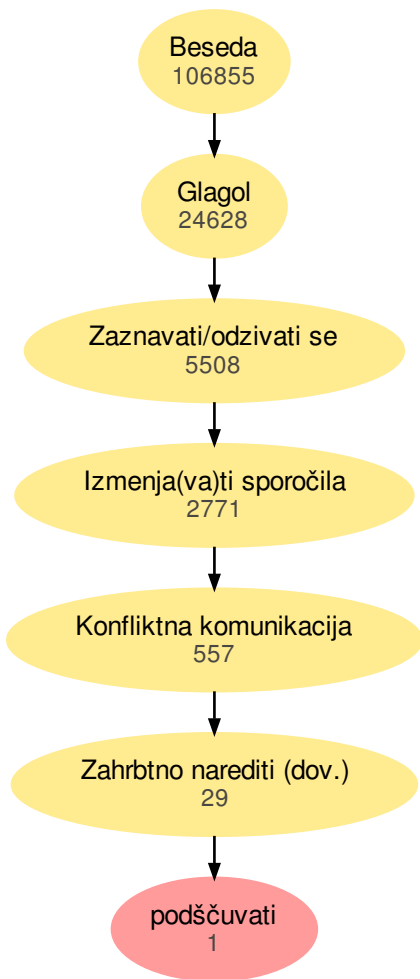 Beseda
106855
Glagol
24628
Zaznavati/odzivati se
5508
Izmenja(va)ti sporočila
2771
Konfliktna komunikacija
557
Zahrbtno narediti (dov.)
29
podščuvati
1